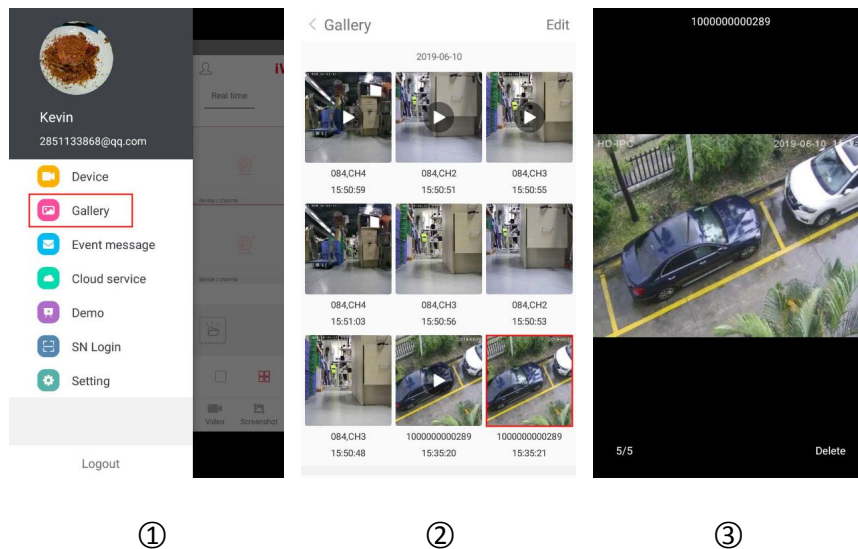 Kevin
2851133868@qq.com
Device
Gallery
Event message
Cloud service
Demo
SN Login
Setting
Logout
Real time
device / channel
device / channel
Video Screenshot
< Gallery Edit
2019-06-10
084,CH4 084,CH2 084,CH3
15:50:59 15:50:51 15:50:55
084,CH4 084,CH3 084,CH2
15:51:03 15:50:56 15:50:53
084,CH3 1000000000289 1000000000289
15:50:48 15:35:20 15:35:21
1000000000289
HD-IPC 2019-06-10
5/5 Delete
① ② ③